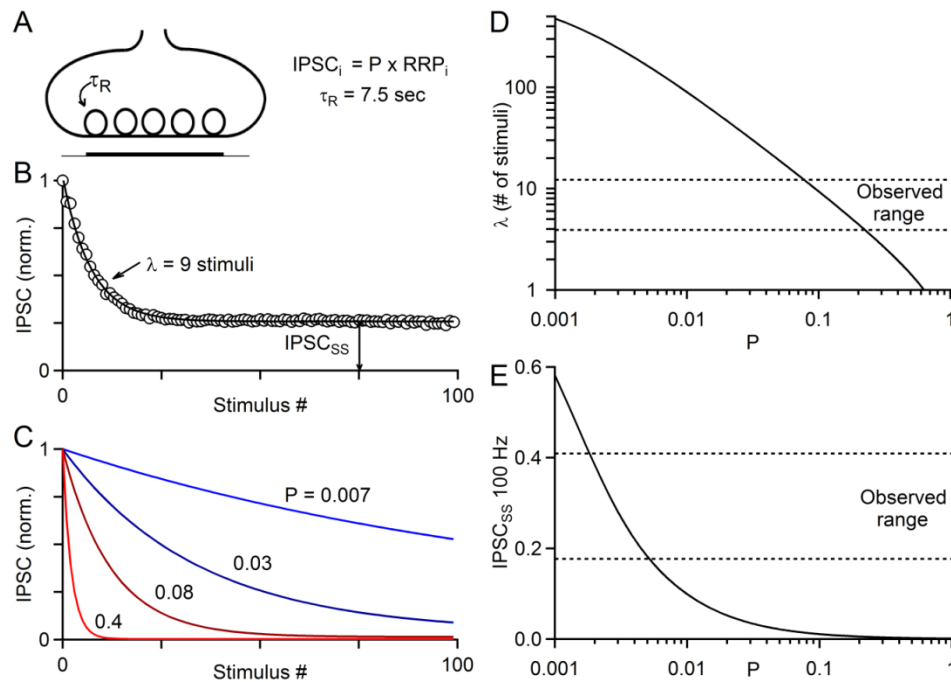 A
τR
IPSCi = P x RRPi
τR = 7.5 sec
B
1
IPSC (norm.)
λ = 9 stimuli
IPSCSS
0
0
100
Stimulus #
C
1
IPSC (norm.)
P = 0.007
0.03
0.08
0.4
0
0
100
Stimulus #
D
100
10
1
λ (# of stimuli)
Observed
range
0.001
0.01
0.1
1
P
E
0.6
0.4
0.2
0.0
IPSCSS 100 Hz
Observed
range
0.001
0.01
0.1
1
P